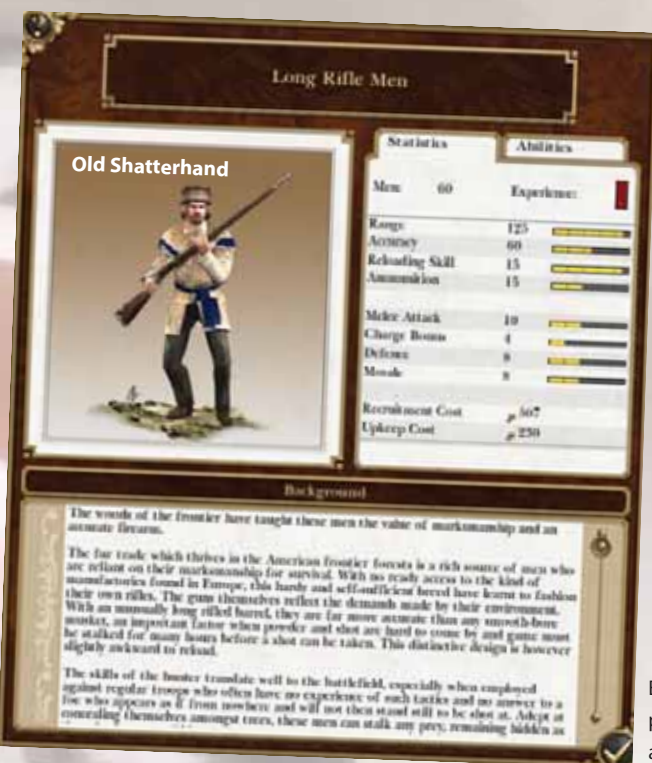 Long Rifle Men
Old Shatterhand
Statistics
Abilities
Men: 60 Experience:
Range 125
Accuracy 60
Reloading Skill 15
Ammunition 15
Melee Attack 10
Charge Bonus 4
Defence
Morale 8
Recruitment Cost 507
Upkeep Cost 230
Background
The woods of the frontier have taught these men the value of marksmanship and an
accurate firearm.
The fur trade which thrives in the American frontier forests is a rich source of men who
are reliant on their marksmanship for survival. With no ready access to the kind of
manufactories found in Europe, this hardy and self-sufficient breed have learnt to fashion
their own rifles. The guns themselves reflect the demands made by their environment.
With an unusually long rifled barrel, they are far more accurate than any smooth-bore
musket, an important factor when powder and shot are hard to come by and game must
be stalked for many hours before a shot can be taken. This distinctive design is however
slightly awkward to reload.
The skills of the hunter translate well to the battlefield, especially when employed
against regular troops who often have no experience of such tactics and no answer to a
foe who appears as if from nowhere and will not then stand still to be shot at. Adept at
concealing themselves amongst trees, these men can stalk any prey, remaining hidden as